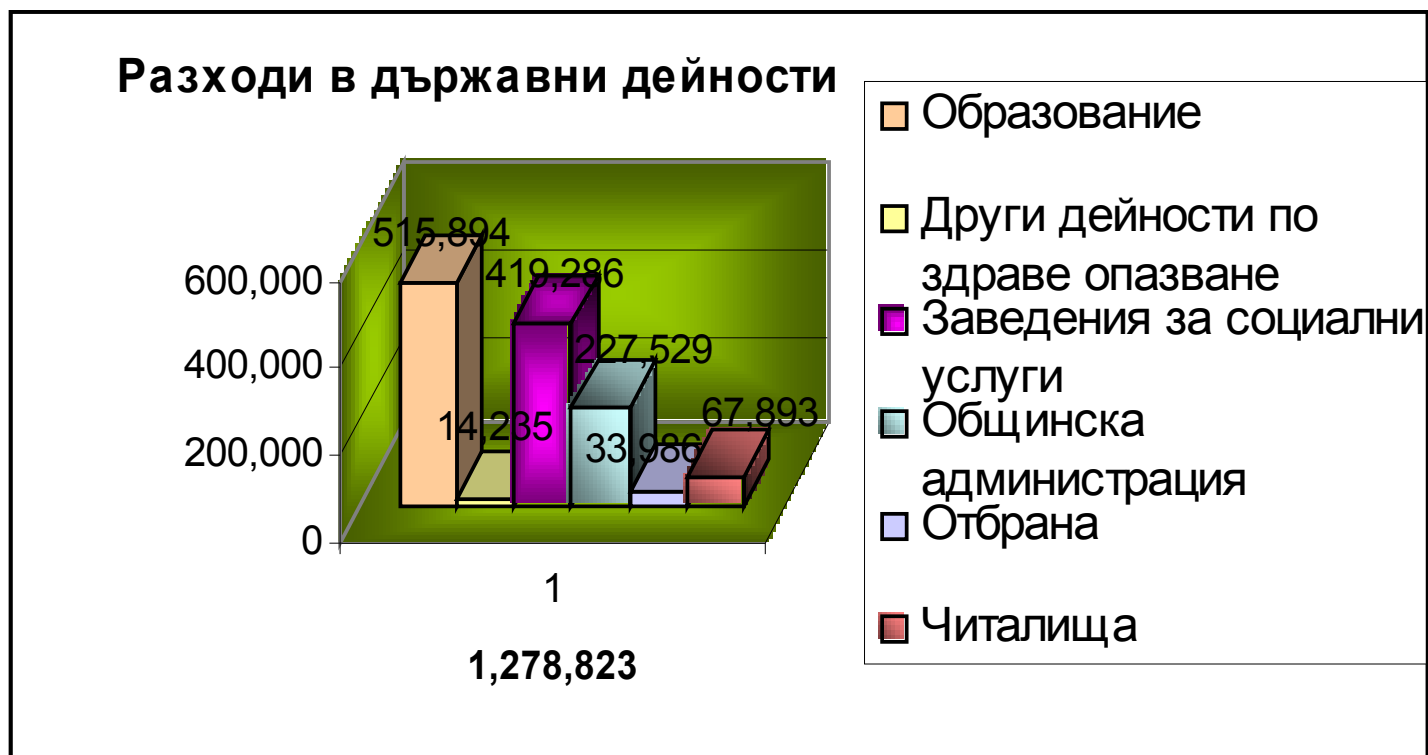 Разходи в държавни дейности
515,894
419,286
227,529
14,235
33,986
67,893
600,000
400,000
200,000
0
1
1,278,823
Образование
Други дейности по
здраве опазване
Заведения за социални
услуги
Общинска
администрация
Отбрана
Читалища